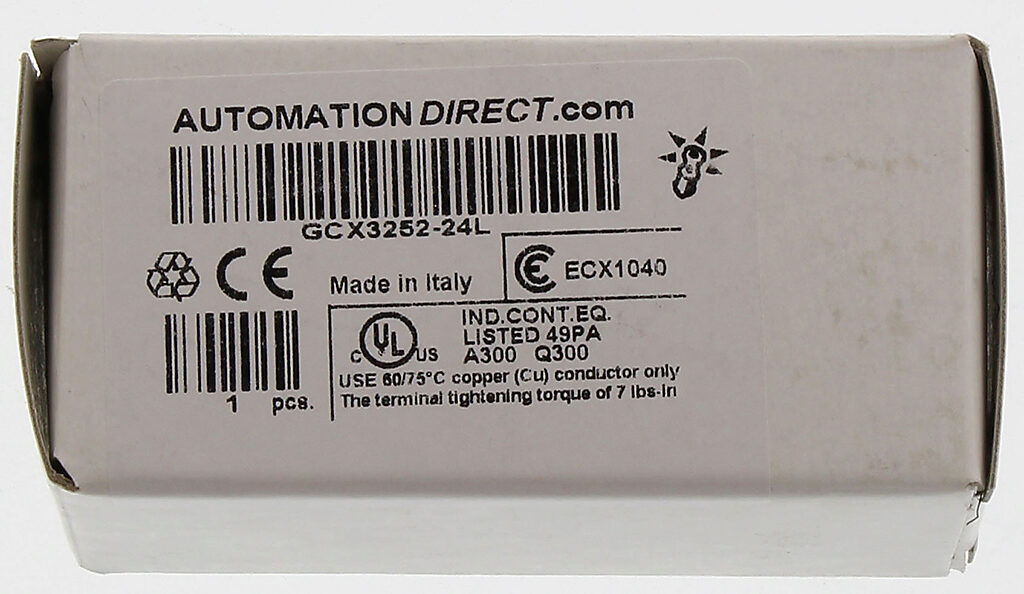 AUTOMATIONDIRECT.com
GCX3252-24L
CE
Made in Italy
ECX1040
C UL US
IND.CONT.EQ.
LISTED 49PA
A300 Q300
USE 60/75°C copper (Cu) conductor only
The terminal tightening torque of 7 lbs-in
1 pcs.